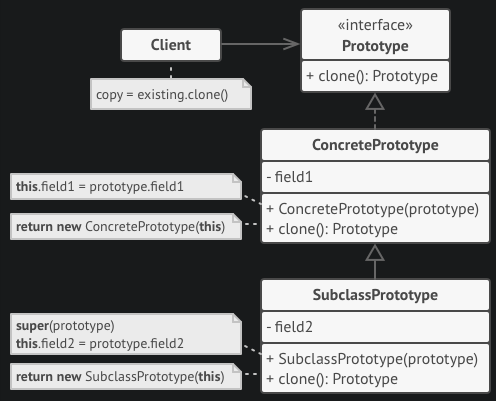 Client
«interface»
Prototype
+ clone(): Prototype
copy = existing.clone()
ConcretePrototype
- field1
+ ConcretePrototype(prototype)
+ clone(): Prototype
this.field1 = prototype.field1
return new ConcretePrototype(this)
SubclassPrototype
- field2
+ SubclassPrototype(prototype)
+ clone(): Prototype
super(prototype)
this.field2 = prototype.field2
return new SubclassPrototype(this)